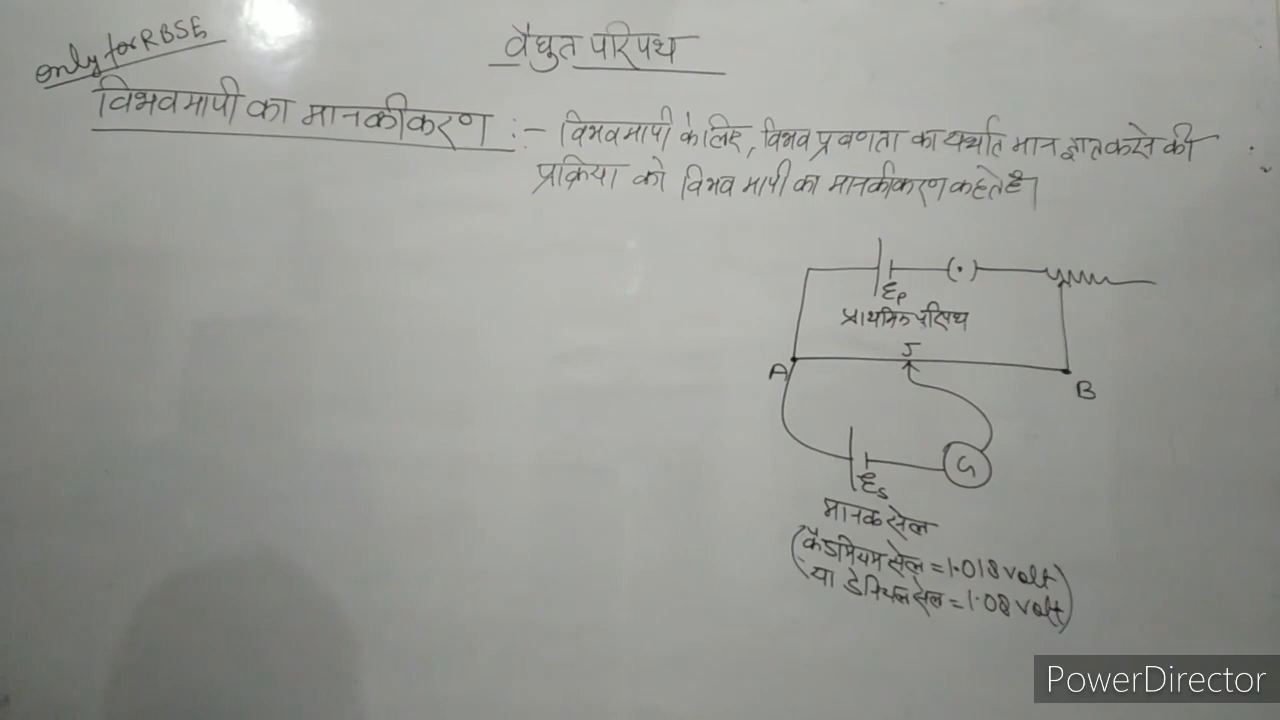 only for RBSE
वैद्युत परिपथ
विभवमापी का मानकीकरण :- विभवमापी के लिए, विभव प्रवणता का यर्थात मान ज्ञात करने की
प्रक्रिया को विभव मापी का मानकीकरण कहते है।
Ep
प्राथमिक परिपथ
J
A
B
G
Es
मानक सेल
(कैडमियम सेल = 1.018 volt)
(या डेनियल सेल = 1.08 volt)
PowerDirector